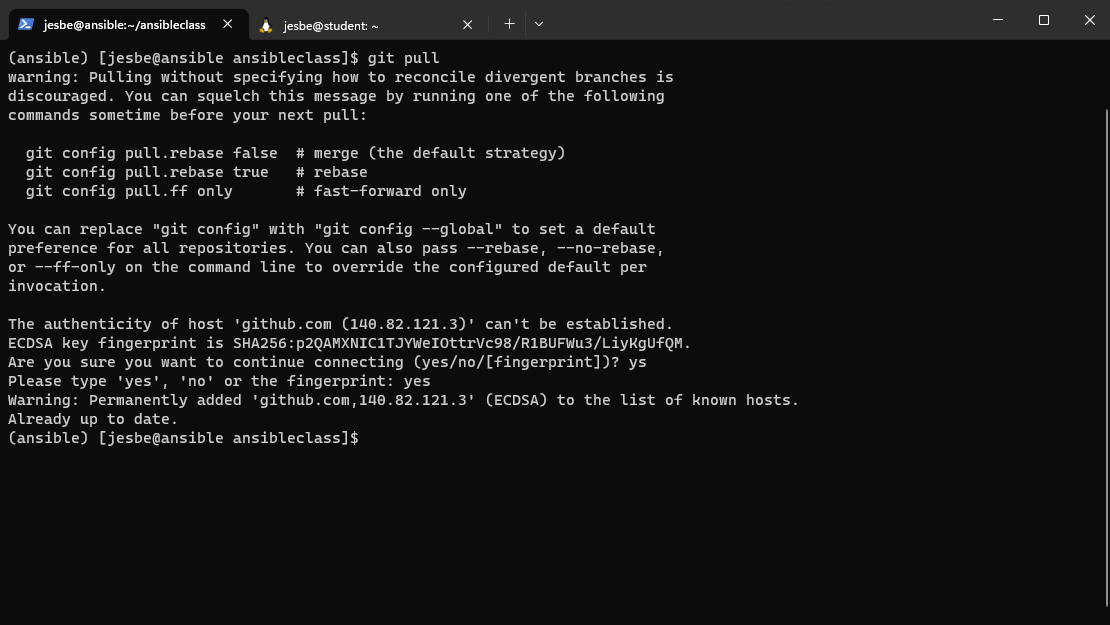 jesbe@ansible:~/ansibleclass
jesbe@student: ~
(ansible) [jesbe@ansible ansibleclass]$ git pull
warning: Pulling without specifying how to reconcile divergent branches is
discouraged. You can squelch this message by running one of the following
commands sometime before your next pull:
  git config pull.rebase false  # merge (the default strategy)
  git config pull.rebase true   # rebase
  git config pull.ff only       # fast-forward only
You can replace "git config" with "git config --global" to set a default
preference for all repositories. You can also pass --rebase, --no-rebase,
or --ff-only on the command line to override the configured default per
invocation.
The authenticity of host 'github.com (140.82.121.3)' can't be established.
ECDSA key fingerprint is SHA256:p2QAMXNIC1TJYWeIOttrVc98/R1BUFWu3/LiyKgUfQM.
Are you sure you want to continue connecting (yes/no/[fingerprint])? ys
Please type 'yes', 'no' or the fingerprint: yes
Warning: Permanently added 'github.com,140.82.121.3' (ECDSA) to the list of known hosts.
Already up to date.
(ansible) [jesbe@ansible ansibleclass]$